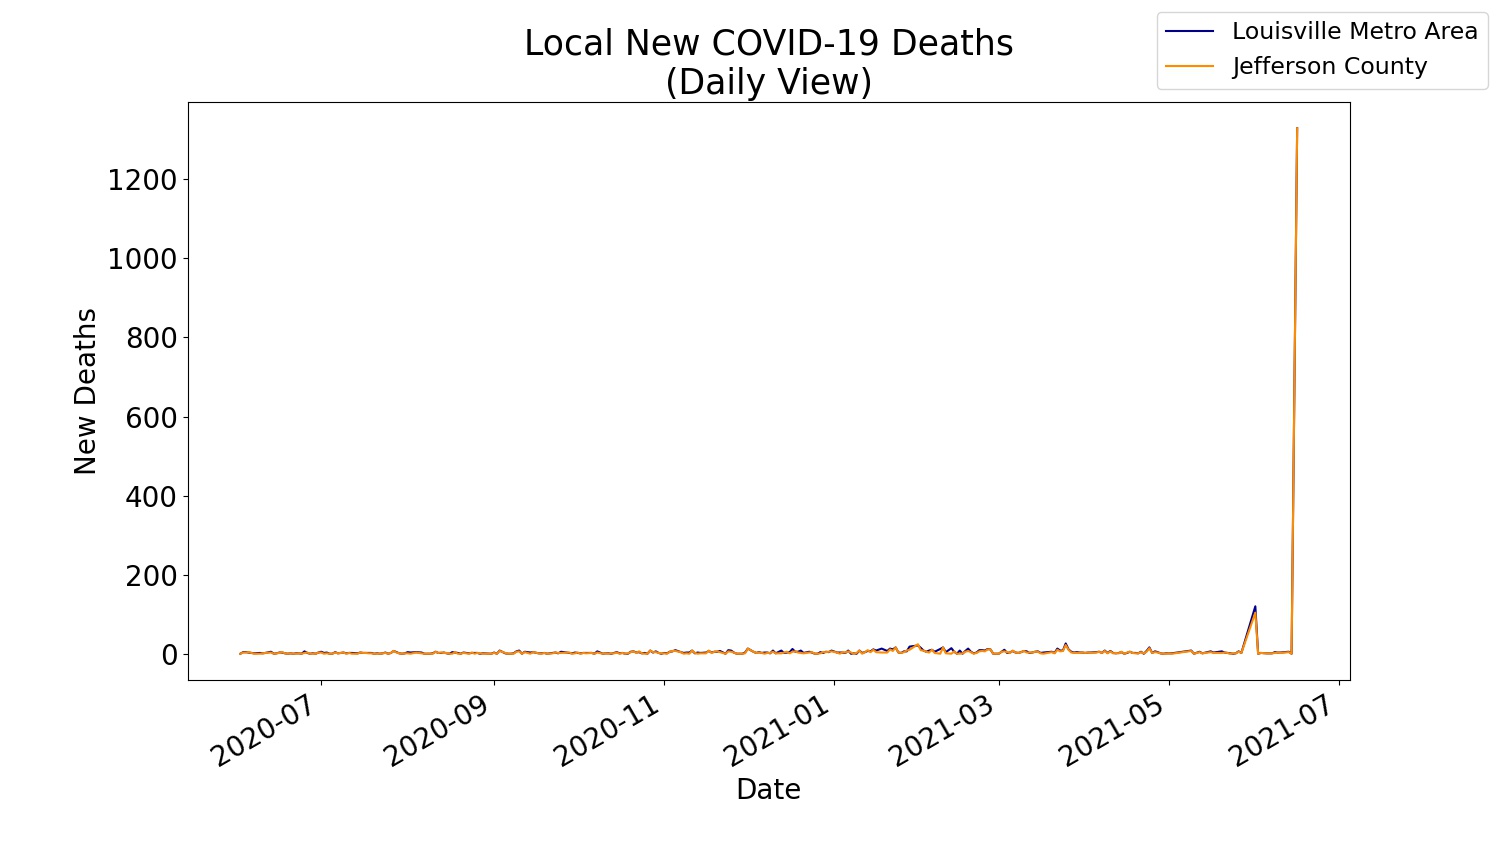 Local New COVID-19 Deaths
(Daily View)
Louisville Metro Area
Jefferson County
1200
1000
800
600
400
200
0
New Deaths
2020-07
2020-09
2020-11
2021-01
2021-03
2021-05
2021-07
Date